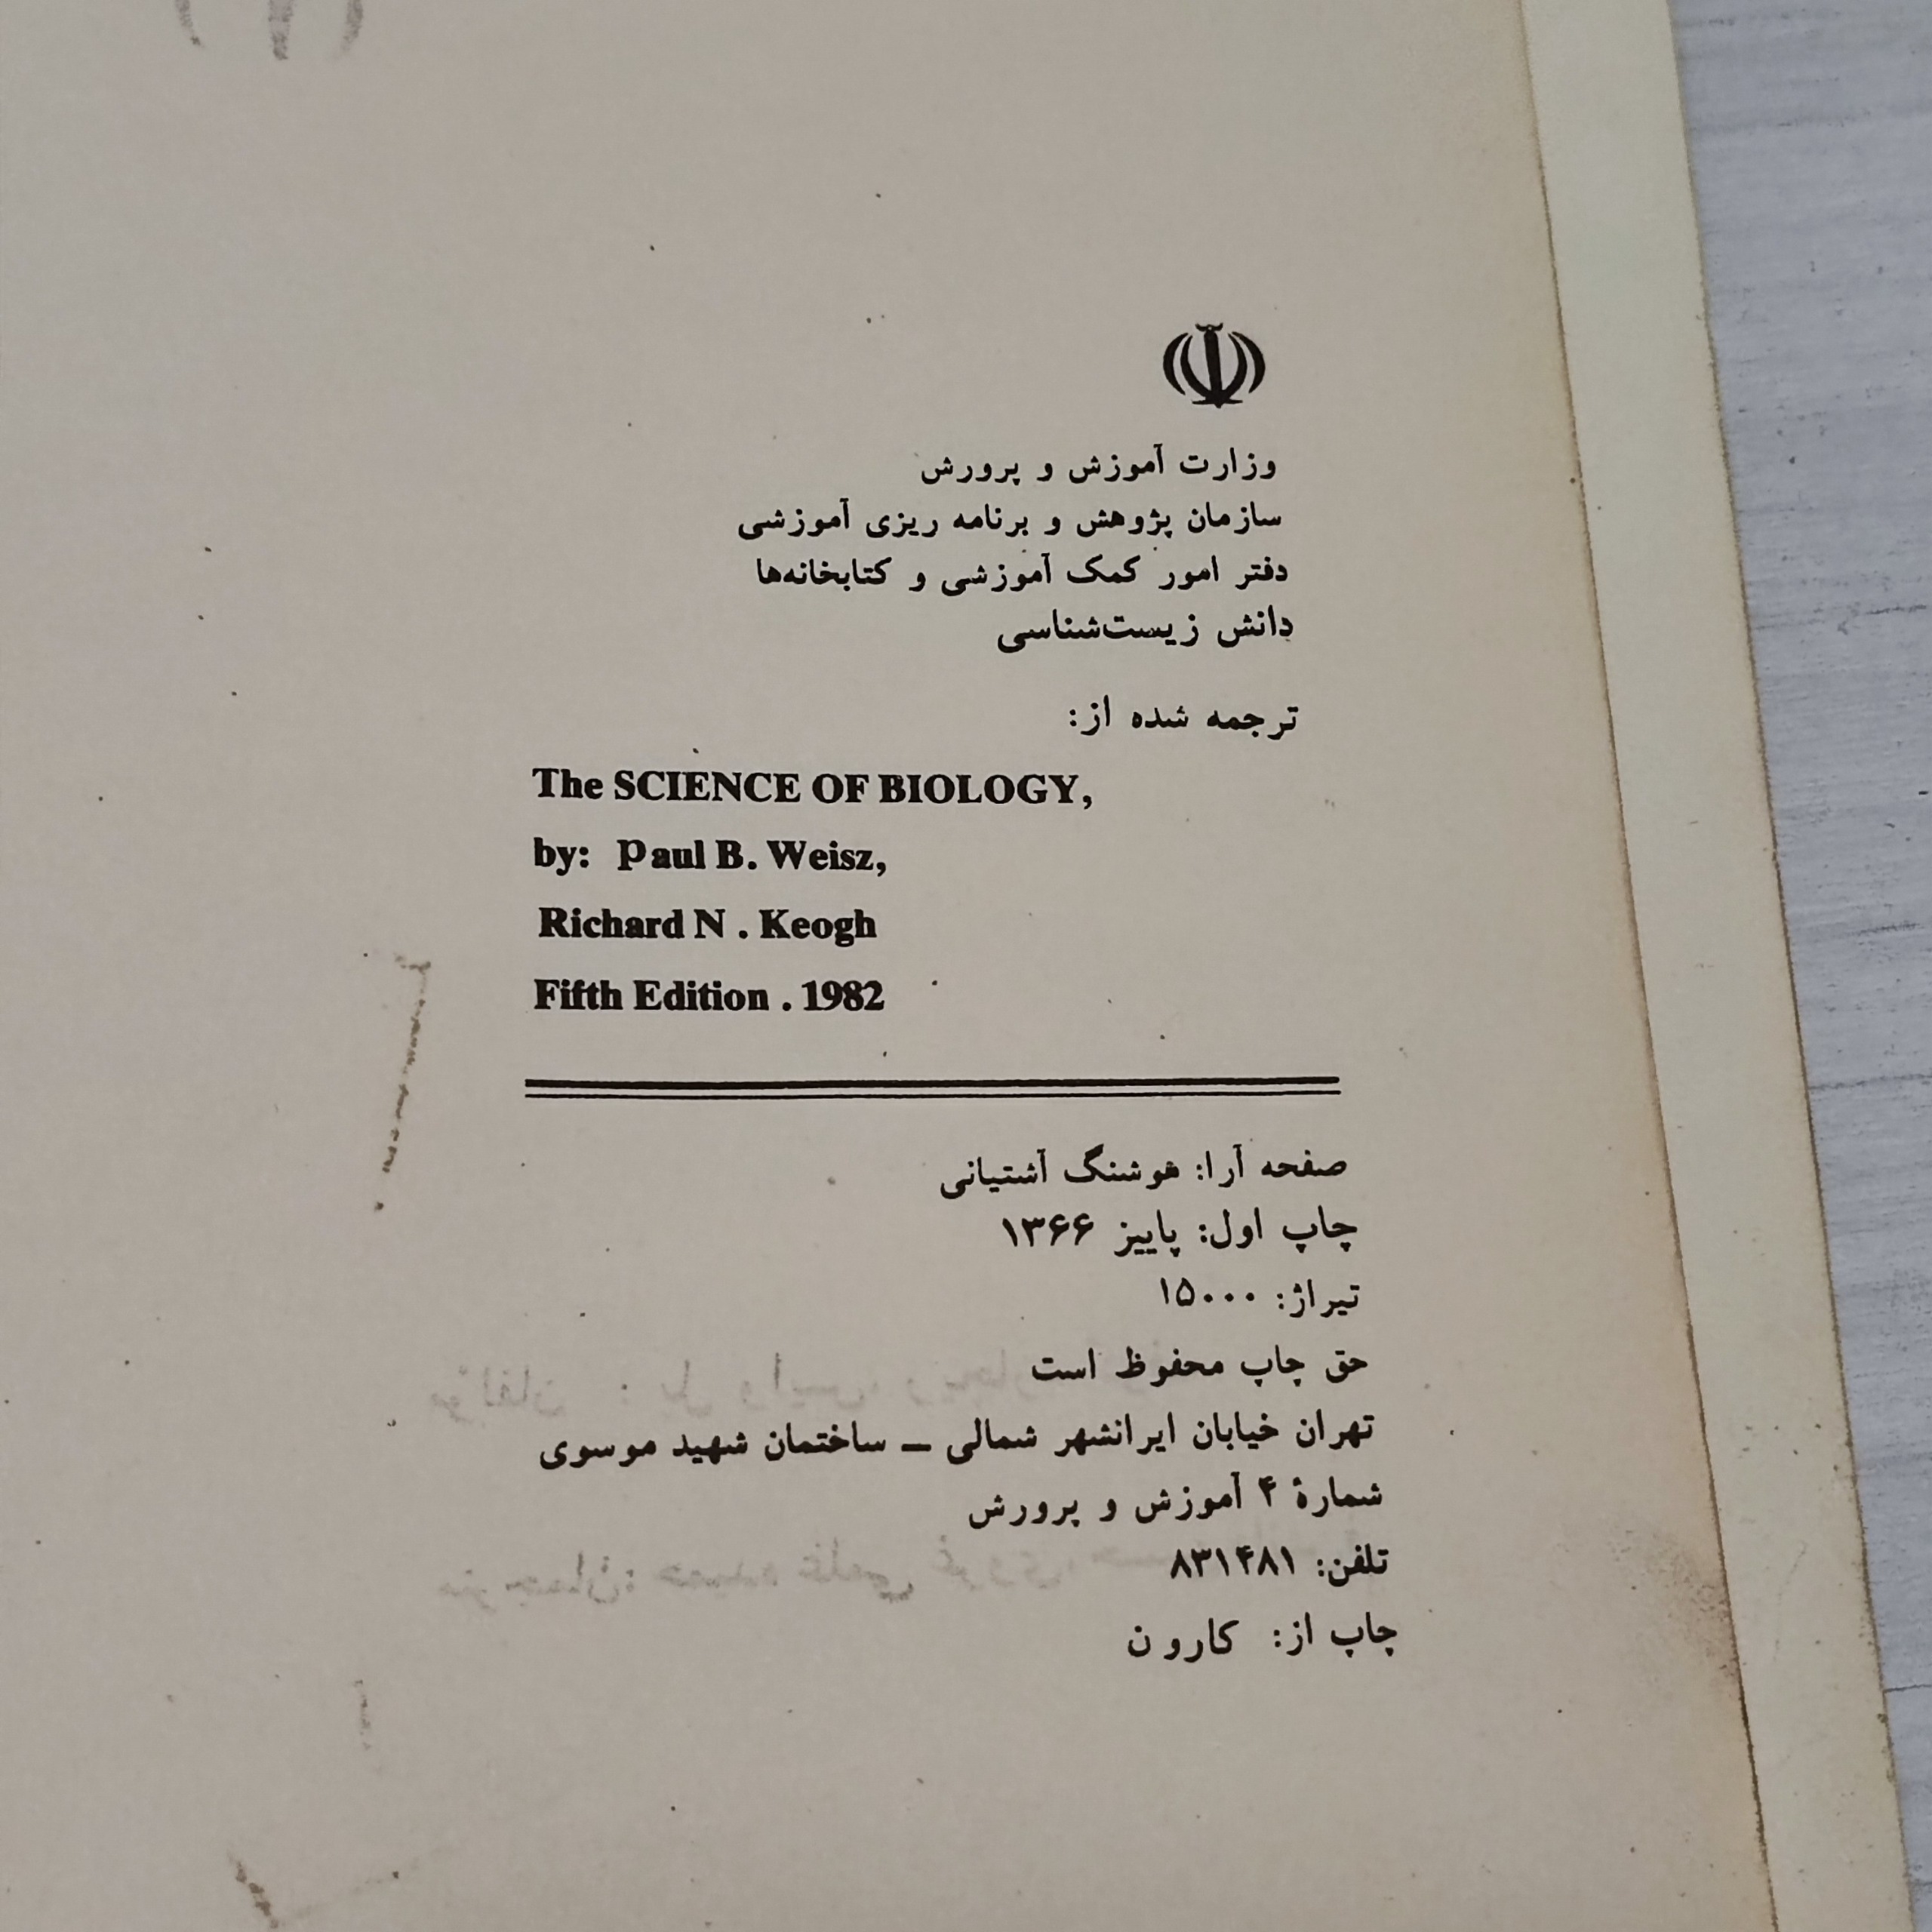 وزارت آموزش و پرورش
سازمان پژوهش و برنامه ریزی آموزشی
دفتر امور کمک آموزشی و کتابخانه‌ها
دانش زیست‌شناسی
ترجمه شده از:
The SCIENCE OF BIOLOGY,
by: Paul B. Weisz,
Richard N . Keogh
Fifth Edition . 1982
صفحه آرا: هوشنگ آشتیانی
چاپ اول: پاییز ۱۳۶۶
تیراژ: ۱۵۰۰۰
حق چاپ محفوظ است
تهران خیابان ایرانشهر شمالی ـ ساختمان شهید موسوی
شمارهٔ ۴ آموزش و پرورش
تلفن: ۸۳۱۴۸۱
چاپ از: کارون